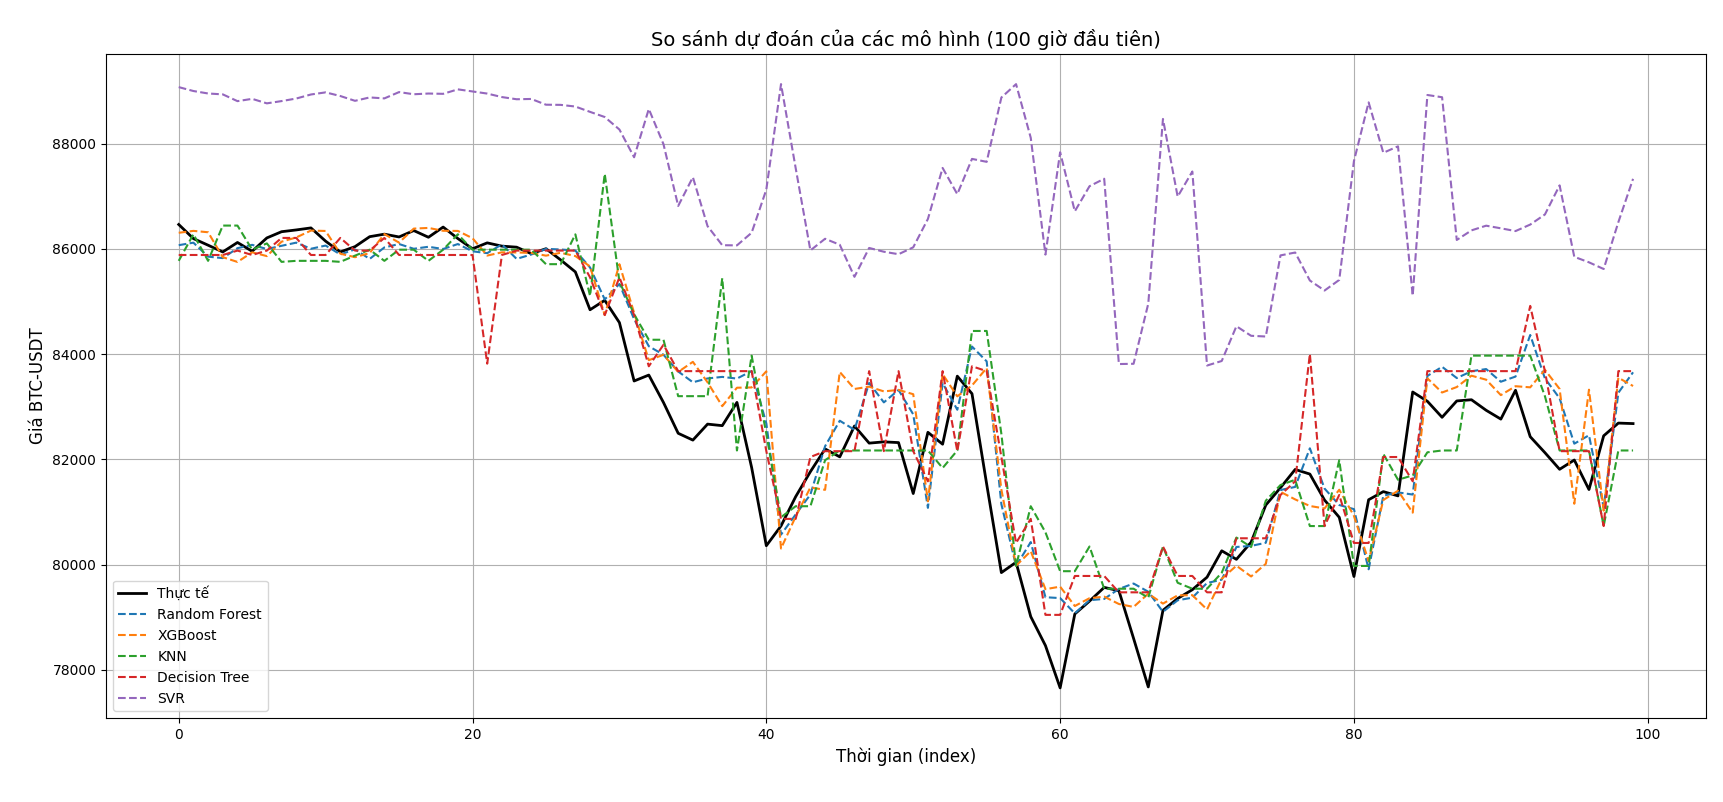 So sánh dự đoán của các mô hình (100 giờ đầu tiên)
Giá BTC-USDT
88000
86000
84000
82000
80000
78000
Thực tế
Random Forest
XGBoost
KNN
Decision Tree
SVR
0 20 40 60 80 100
Thời gian (index)